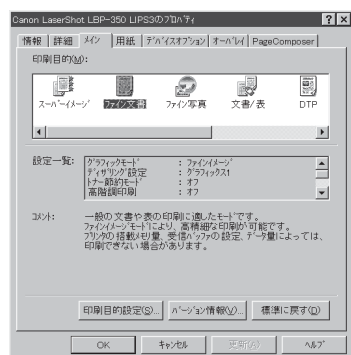 Canon LaserShot LBP-350 LIPS3のﾌﾟﾛﾊﾟﾃｨ
情報 詳細 ﾒｲﾝ 用紙 ﾃﾞﾊﾞｲｽｵﾌﾟｼｮﾝ ｵｰﾊﾞﾚｲ PageComposer
印刷目的(M):
ｽｰﾊﾟｰｲﾒｰｼﾞ ﾌｧｲﾝ文書 ﾌｧｲﾝ写真 文書/表 DTP
設定一覧:
ｸﾞﾗﾌｨｯｸﾓｰﾄﾞ : ﾌｧｲﾝｲﾒｰｼﾞ
ﾃﾞｨｻﾞﾘﾝｸﾞ設定 : ｸﾞﾗﾌｨｯｸｽ1
ﾄﾅｰ節約ﾓｰﾄﾞ : ｵﾌ
高階調印刷 : ｵﾌ
ｺﾒﾝﾄ: 一般の文書や表の印刷に適したﾓｰﾄﾞです。
ﾌｧｲﾝｲﾒｰｼﾞﾓｰﾄﾞにより、高精細な印刷が可能です。
ﾌﾟﾘﾝﾀの搭載ﾒﾓﾘ量、受信ﾊﾞｯﾌｧの設定、ﾃﾞｰﾀ量によっては、
印刷できない場合があります。
印刷目的設定(S)... ﾊﾞｰｼﾞｮﾝ情報(V)... 標準に戻す(D)
OK ｷｬﾝｾﾙ 更新(A) ﾍﾙﾌﾟ